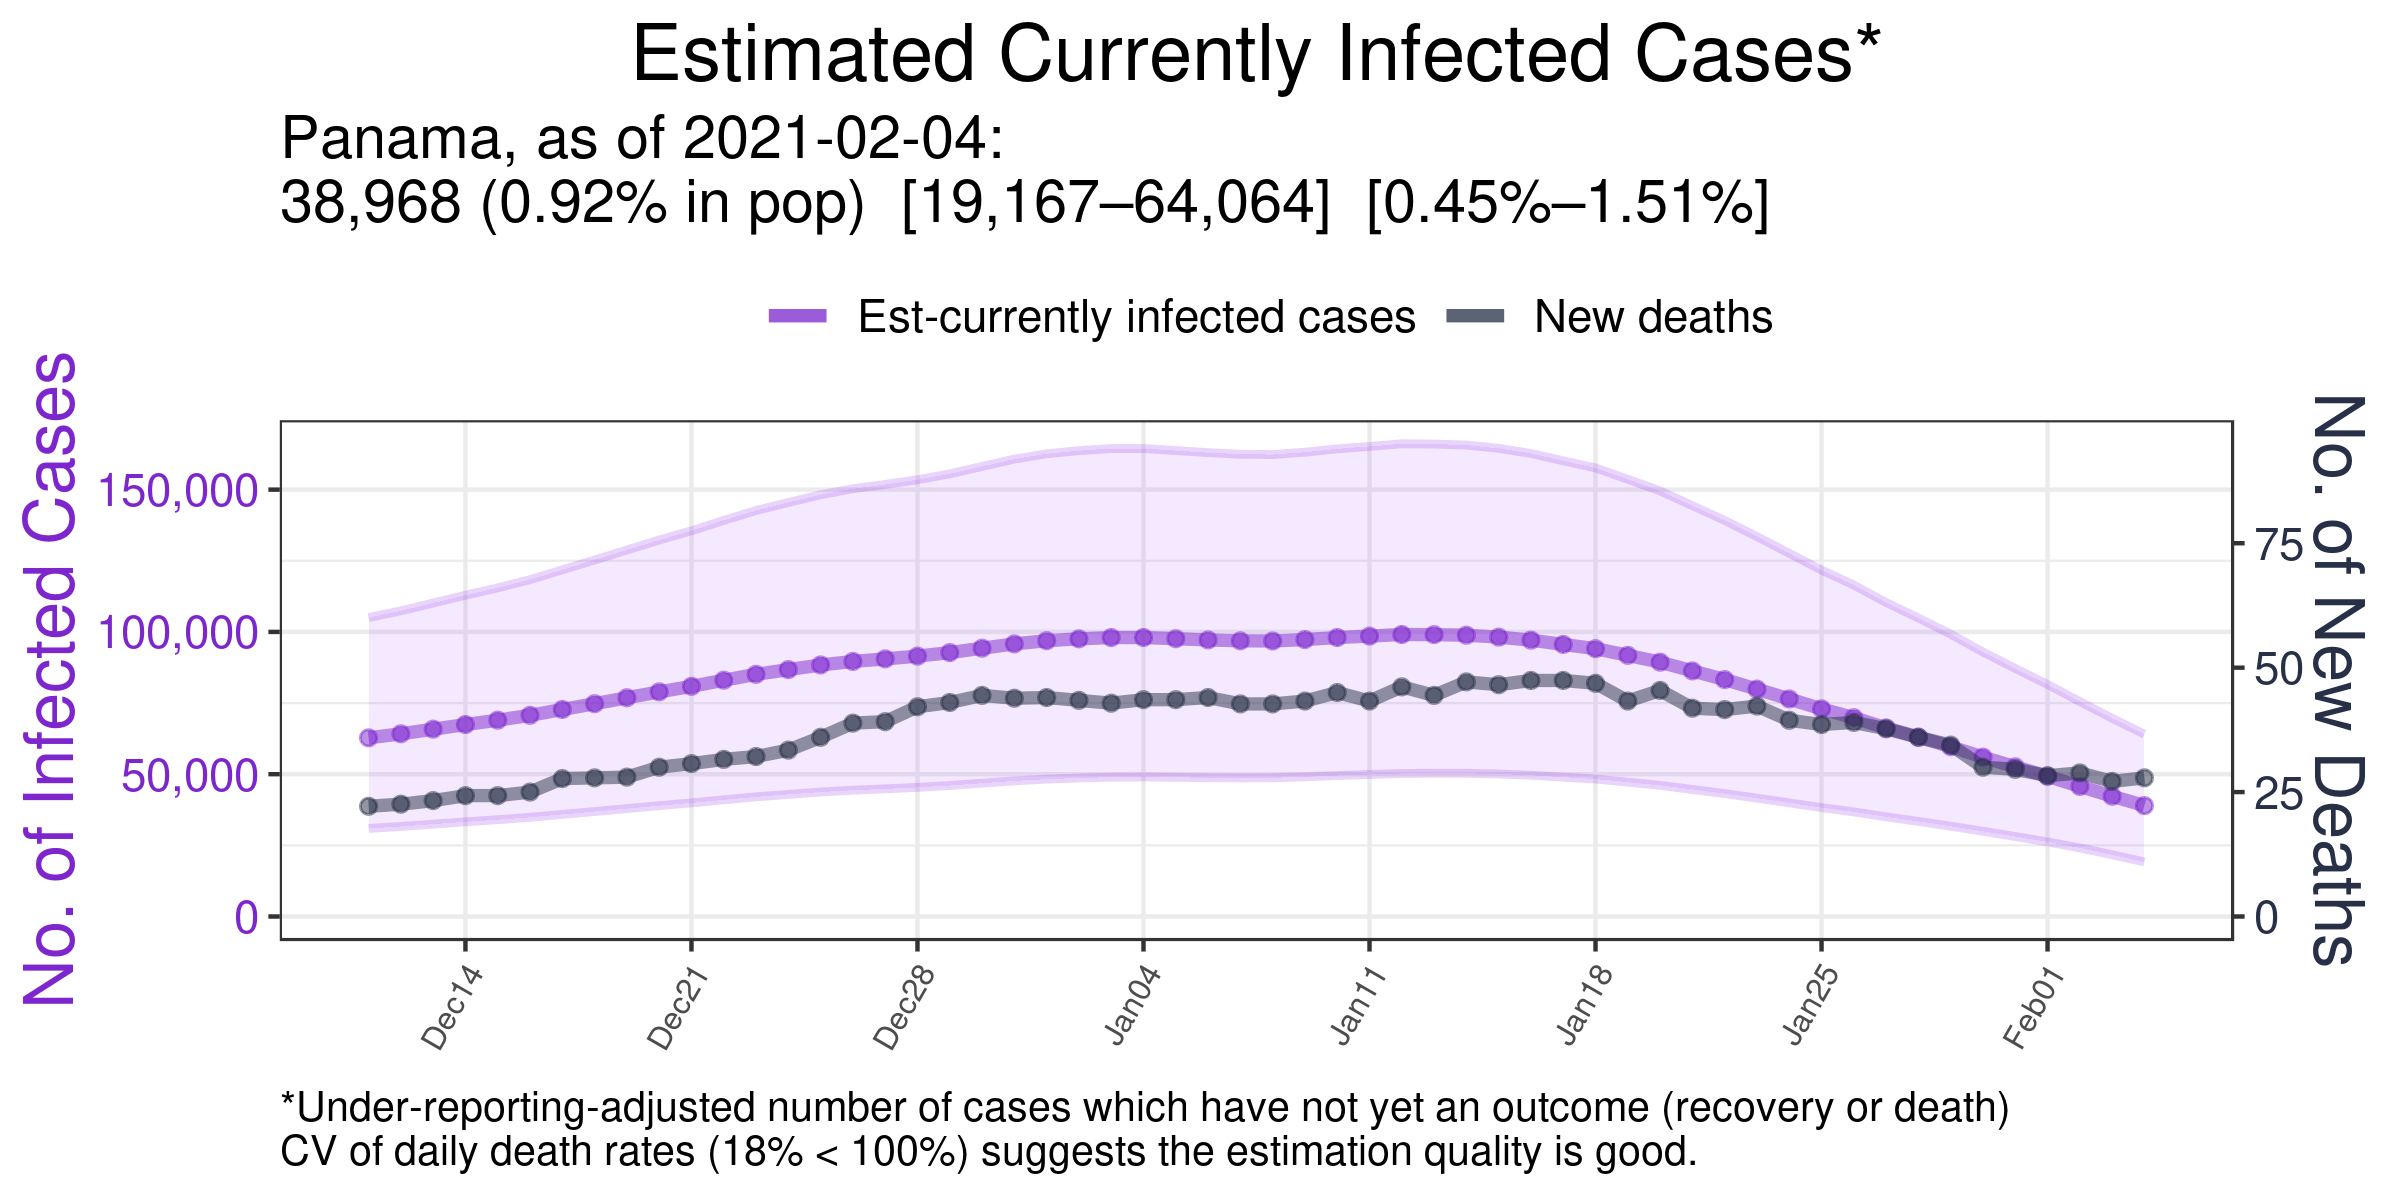 Estimated Currently Infected Cases*
Panama, as of 2021-02-04:
38,968 (0.92% in pop)  [19,167–64,064]  [0.45%–1.51%]
Est-currently infected cases
New deaths
No. of Infected Cases
150,000
100,000
50,000
0
75
50
25
0
No. of New Deaths
Dec14
Dec21
Dec28
Jan04
Jan11
Jan18
Jan25
Feb01
*Under-reporting-adjusted number of cases which have not yet an outcome (recovery or death)
CV of daily death rates (18% < 100%) suggests the estimation quality is good.